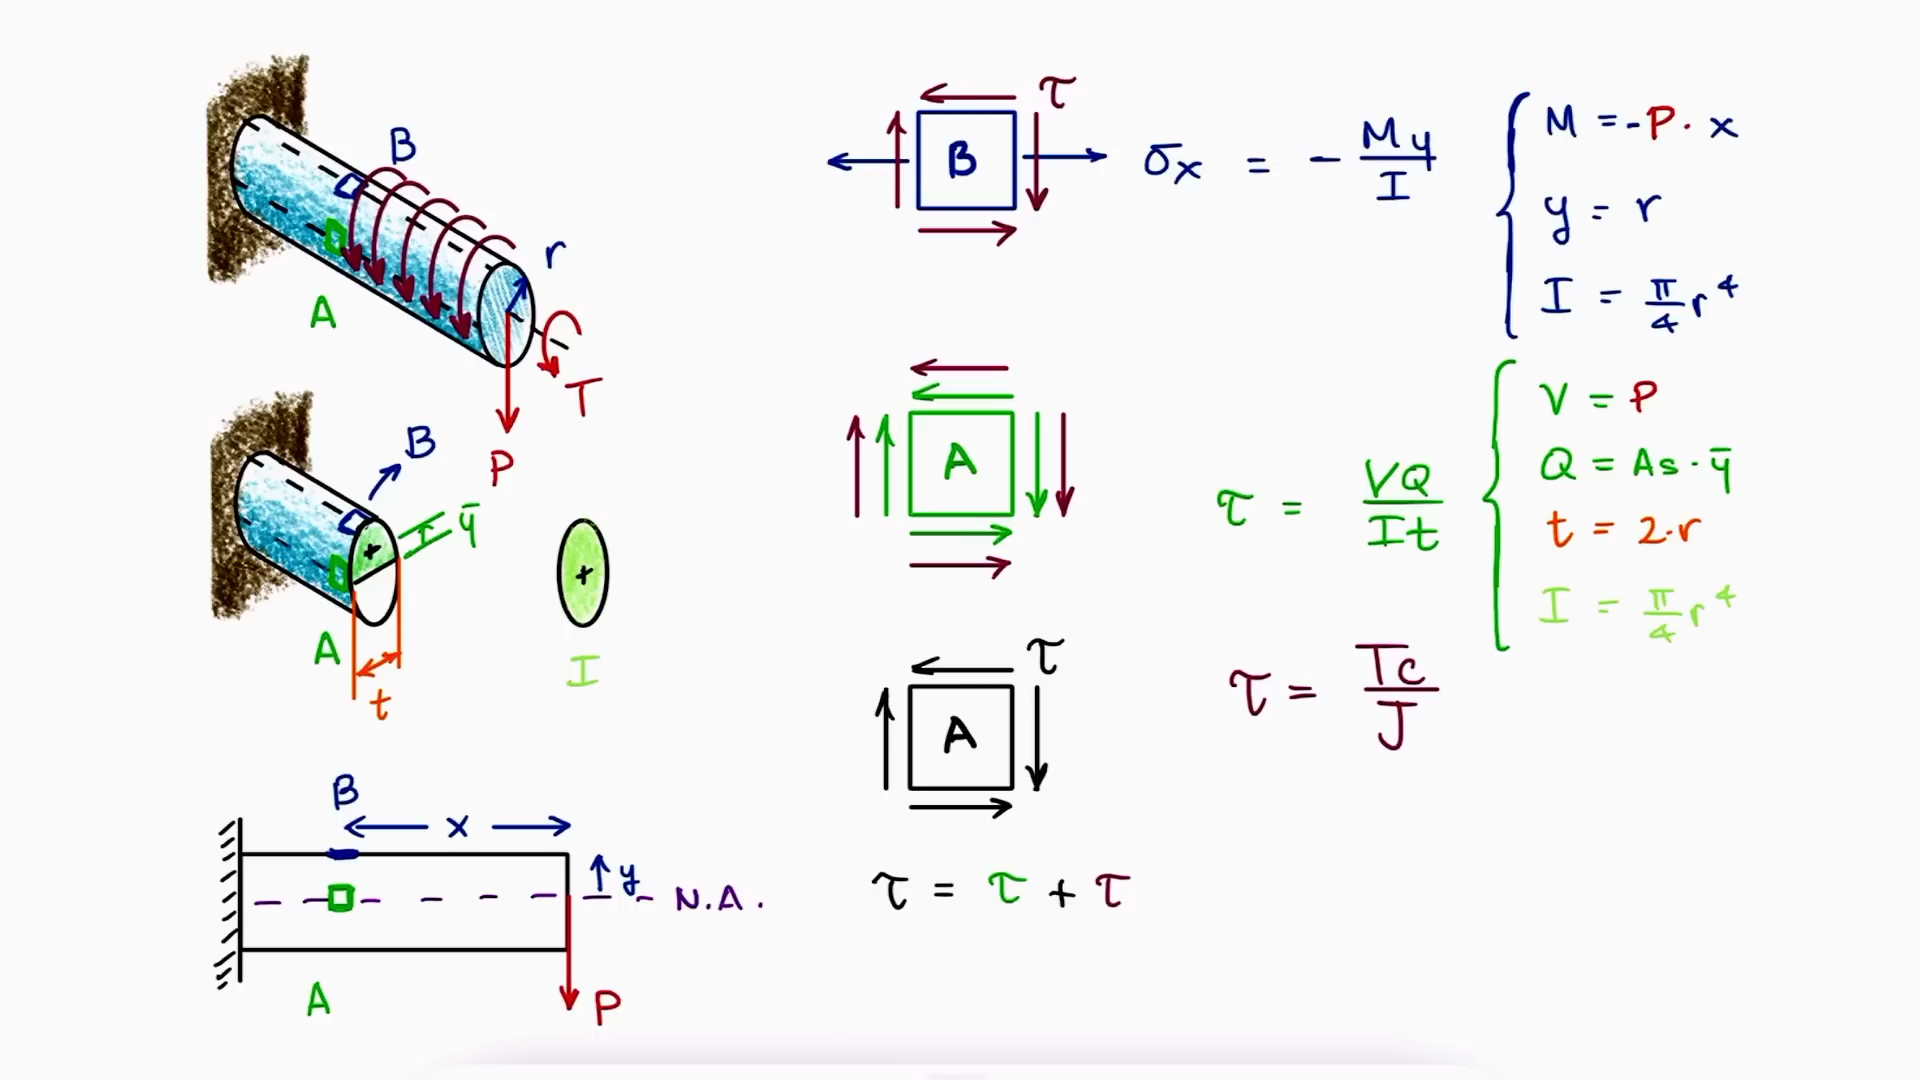 B
r
A
T
P
B
ȳ
A
t
I
B
x
y
N.A.
A
P
τ
B
σx = - My/I
M = -P · x
y = r
I = π/4 r⁴
A
τ = VQ/It
V = P
Q = As · ȳ
t = 2·r
I = π/4 r⁴
τ
A
τ = Tc/J
τ = τ + τ